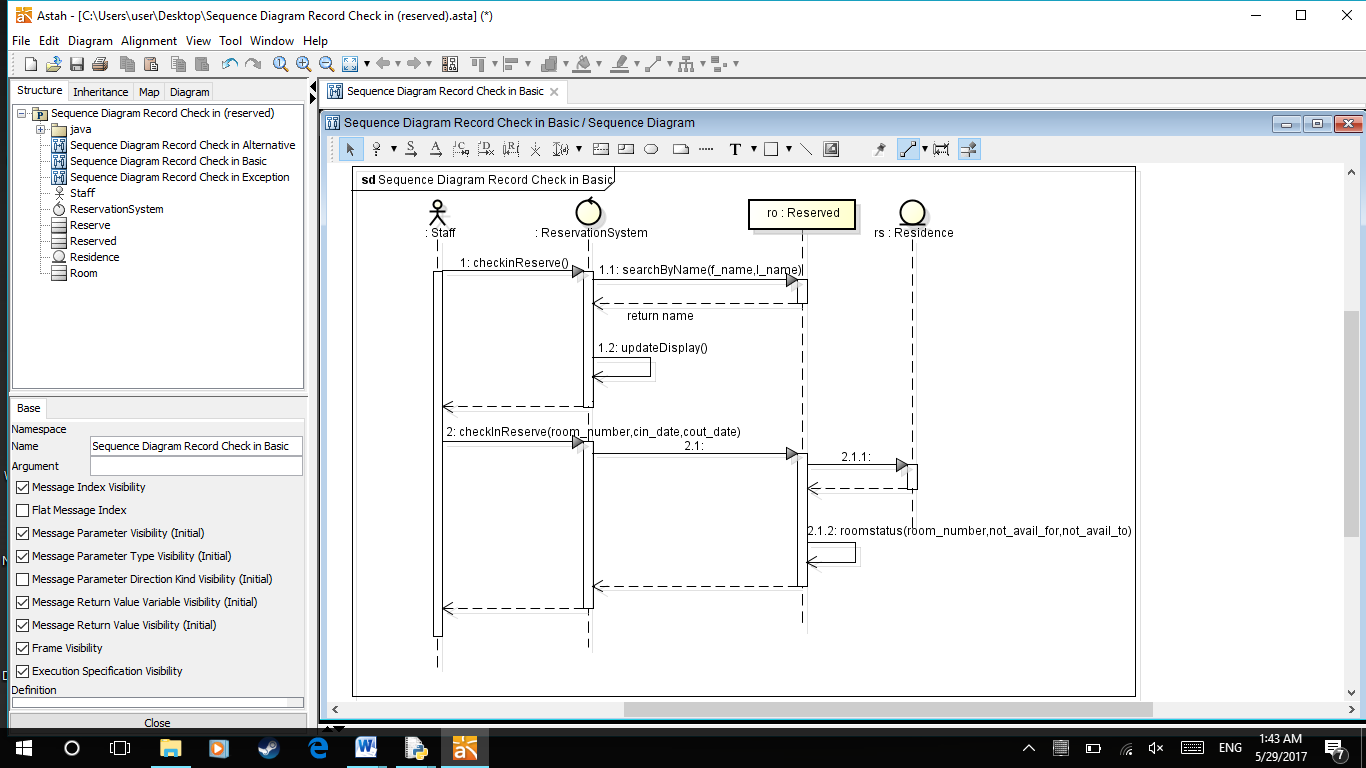 Astah - [C:\Users\user\Desktop\Sequence Diagram Record Check in (reserved).asta] (*)
File Edit Diagram Alignment View Tool Window Help
Structure Inheritance Map Diagram
Sequence Diagram Record Check in (reserved)
java
Sequence Diagram Record Check in Alternative
Sequence Diagram Record Check in Basic
Sequence Diagram Record Check in Exception
Staff
ReservationSystem
Reserve
Reserved
Residence
Room
Base
Namespace
Name Sequence Diagram Record Check in Basic
Argument
Message Index Visibility
Flat Message Index
Message Parameter Visibility (Initial)
Message Parameter Type Visibility (Initial)
Message Parameter Direction Kind Visibility (Initial)
Message Return Value Variable Visibility (Initial)
Message Return Value Visibility (Initial)
Frame Visibility
Execution Specification Visibility
Definition
Close
Sequence Diagram Record Check in Basic
Sequence Diagram Record Check in Basic / Sequence Diagram
sd Sequence Diagram Record Check in Basic
: Staff
: ReservationSystem
ro : Reserved
rs : Residence
1: checkinReserve()
1.1: searchByName(f_name,l_name)
return name
1.2: updateDisplay()
2: checkInReserve(room_number,cin_date,cout_date)
2.1:
2.1.1:
2.1.2: roomstatus(room_number,not_avail_for,not_avail_to)
ENG
1:43 AM
5/29/2017
7